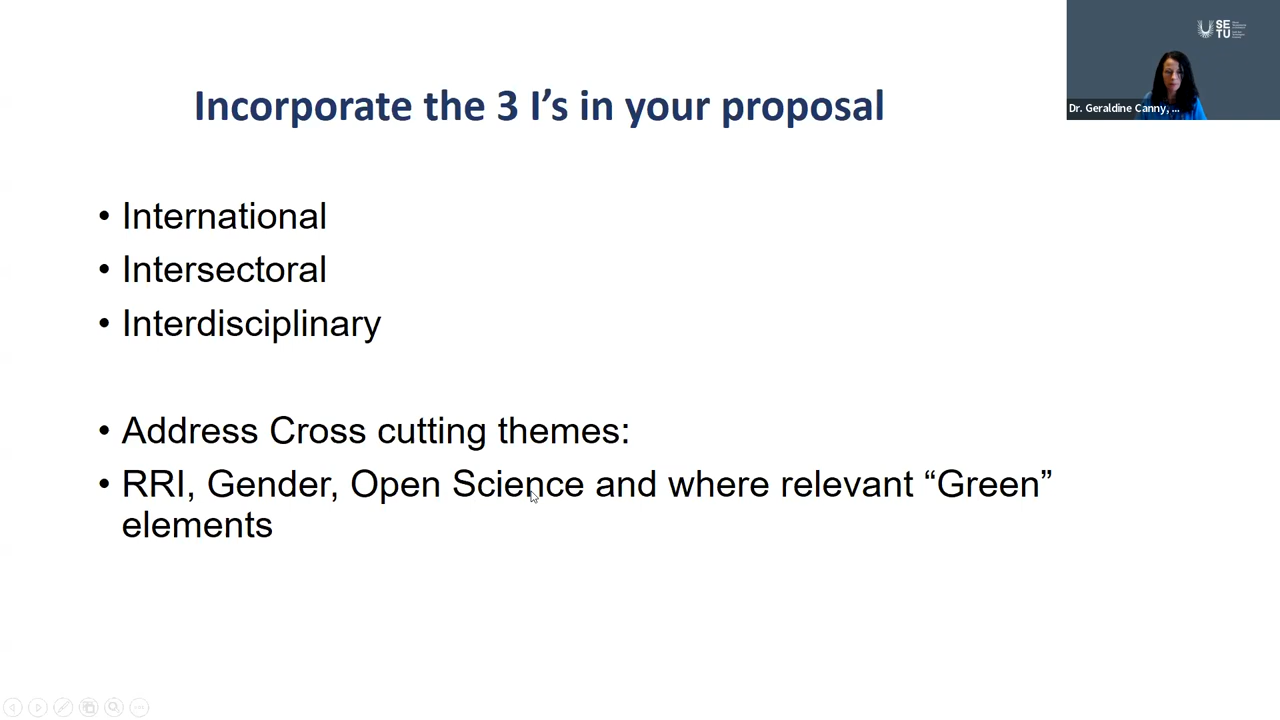 Incorporate the 3 I’s in your proposal
SE
TU
Dr. Geraldine Canny, ...
• International
• Intersectoral
• Interdisciplinary
• Address Cross cutting themes:
• RRI, Gender, Open Science and where relevant “Green”
elements